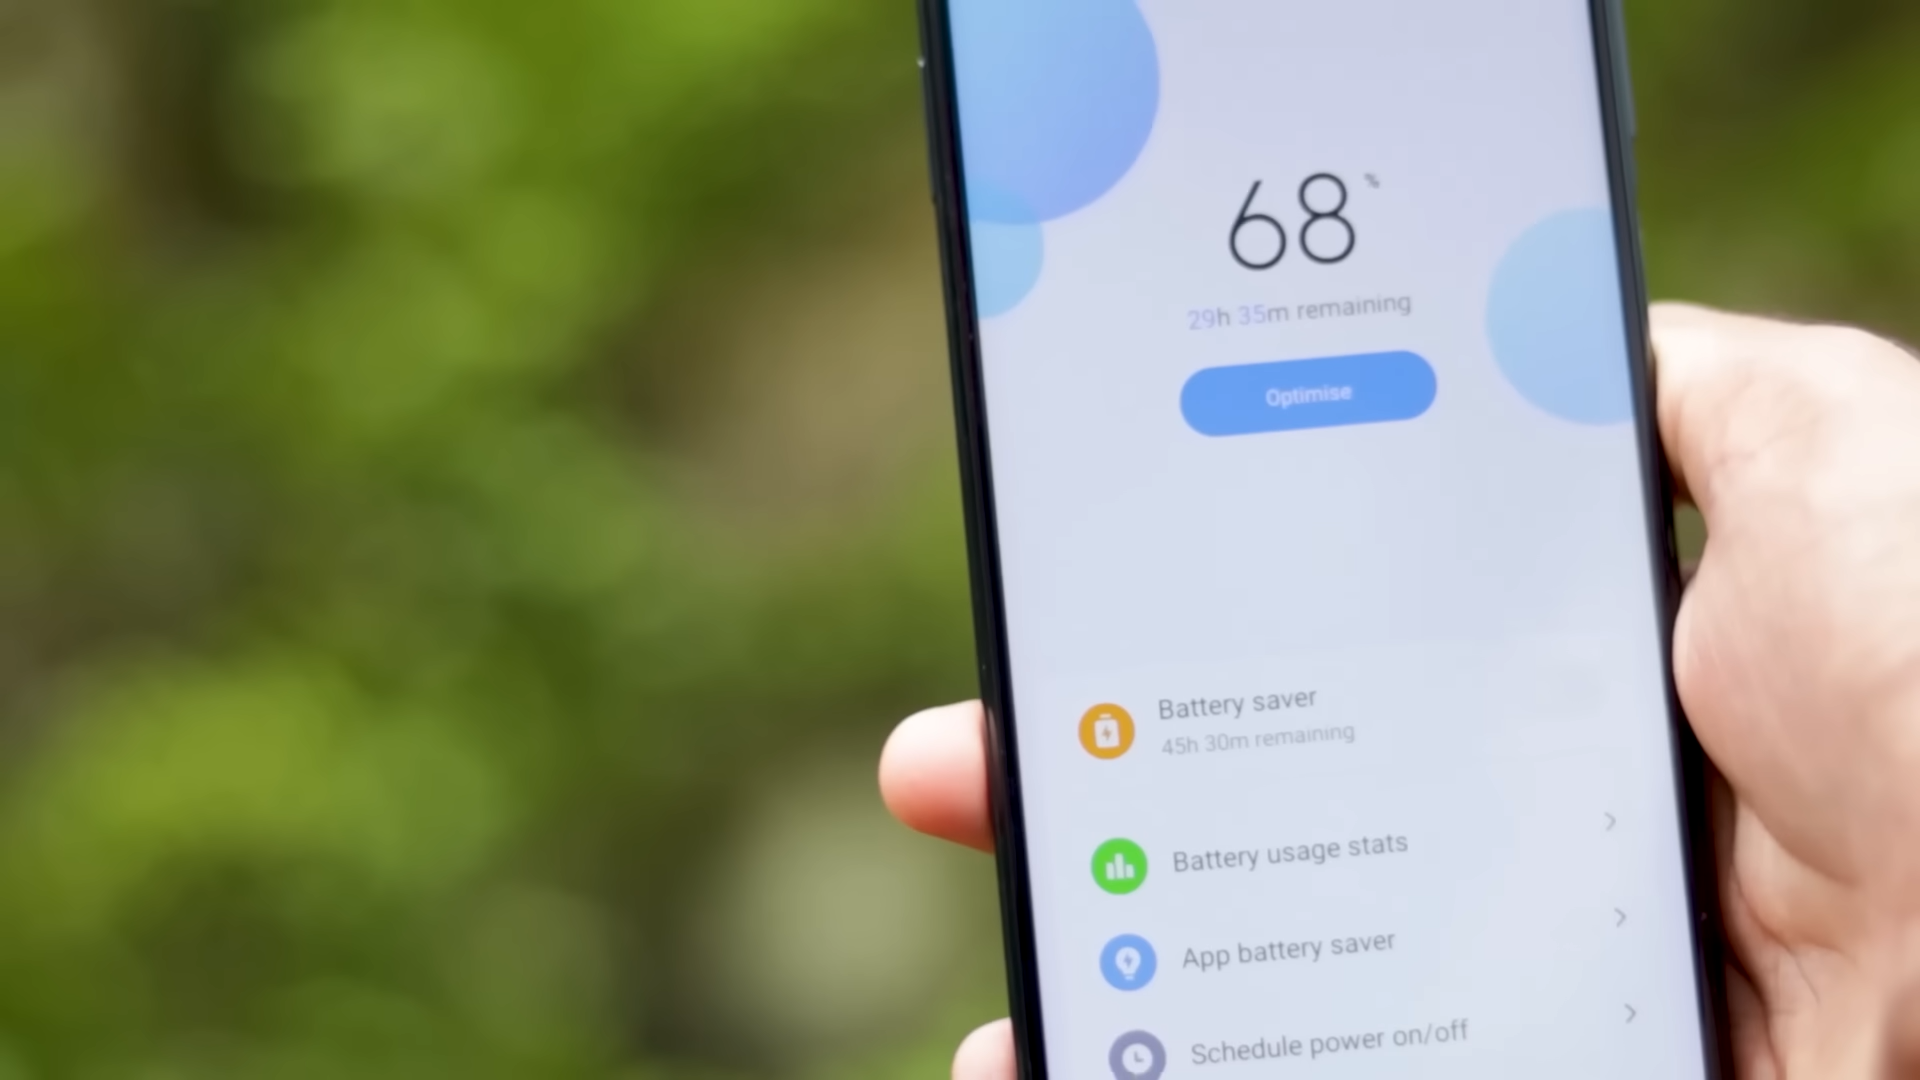 68%
29h 35m remaining
Optimise
Battery saver
45h 30m remaining
Battery usage stats
App battery saver
Schedule power on/off